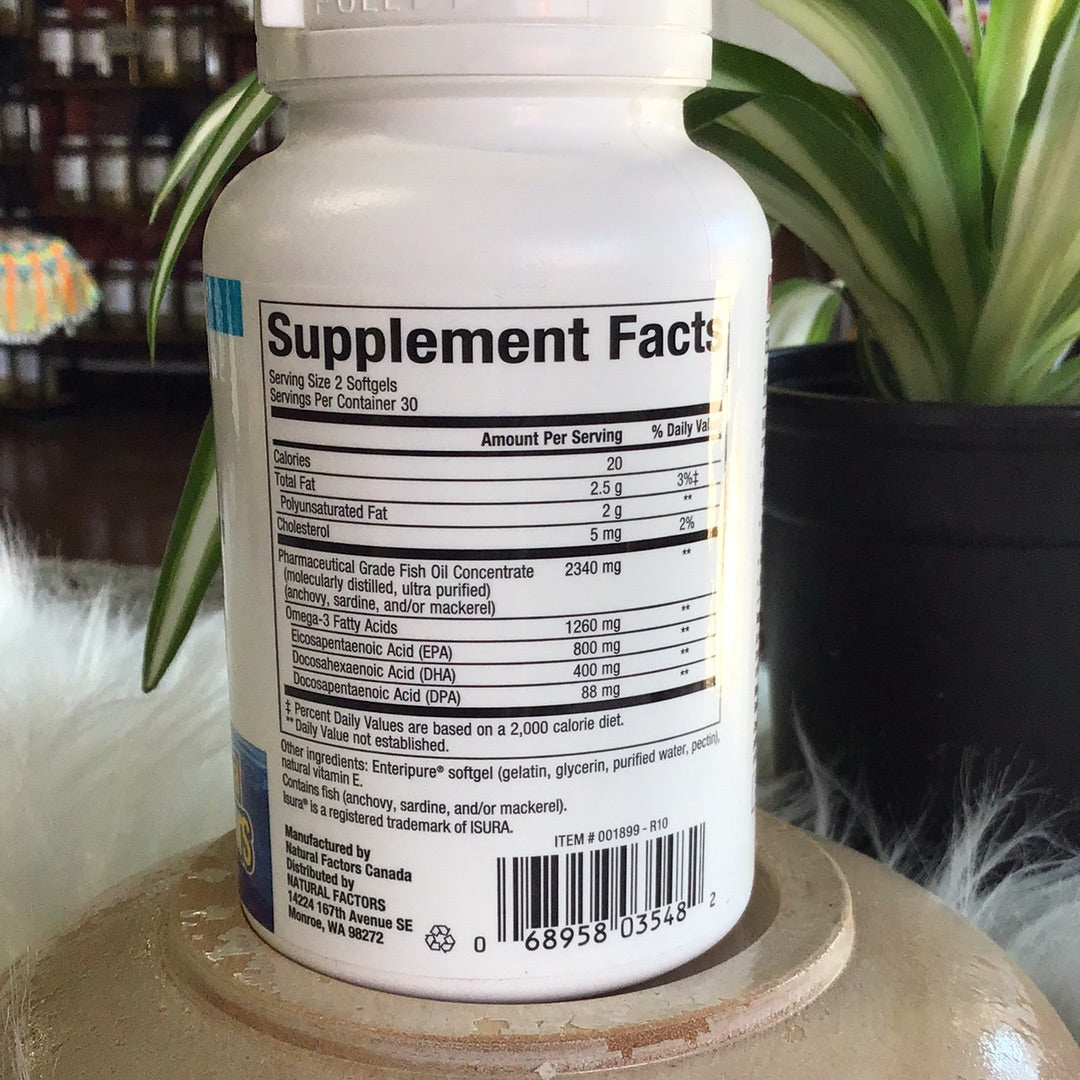 Supplement Facts
Serving Size 2 Softgels
Servings Per Container 30
Amount Per Serving % Daily Val
Calories 20
Total Fat 2.5 g 3%‡
Polyunsaturated Fat 2 g **
Cholesterol 5 mg 2%
Pharmaceutical Grade Fish Oil Concentrate 2340 mg **
(molecularly distilled, ultra purified)
(anchovy, sardine, and/or mackerel)
Omega-3 Fatty Acids 1260 mg **
Eicosapentaenoic Acid (EPA) 800 mg **
Docosahexaenoic Acid (DHA) 400 mg **
Docosapentaenoic Acid (DPA) 88 mg **
‡ Percent Daily Values are based on a 2,000 calorie diet.
** Daily Value not established.
Other ingredients: Enteripure® softgel (gelatin, glycerin, purified water, pectin),
natural vitamin E.
Contains fish (anchovy, sardine, and/or mackerel).
Isura® is a registered trademark of ISURA.
Manufactured by
Natural Factors Canada
Distributed by
NATURAL FACTORS
14224 167th Avenue SE
Monroe, WA 98272
ITEM # 001899 - R10
0 68958 03548 2